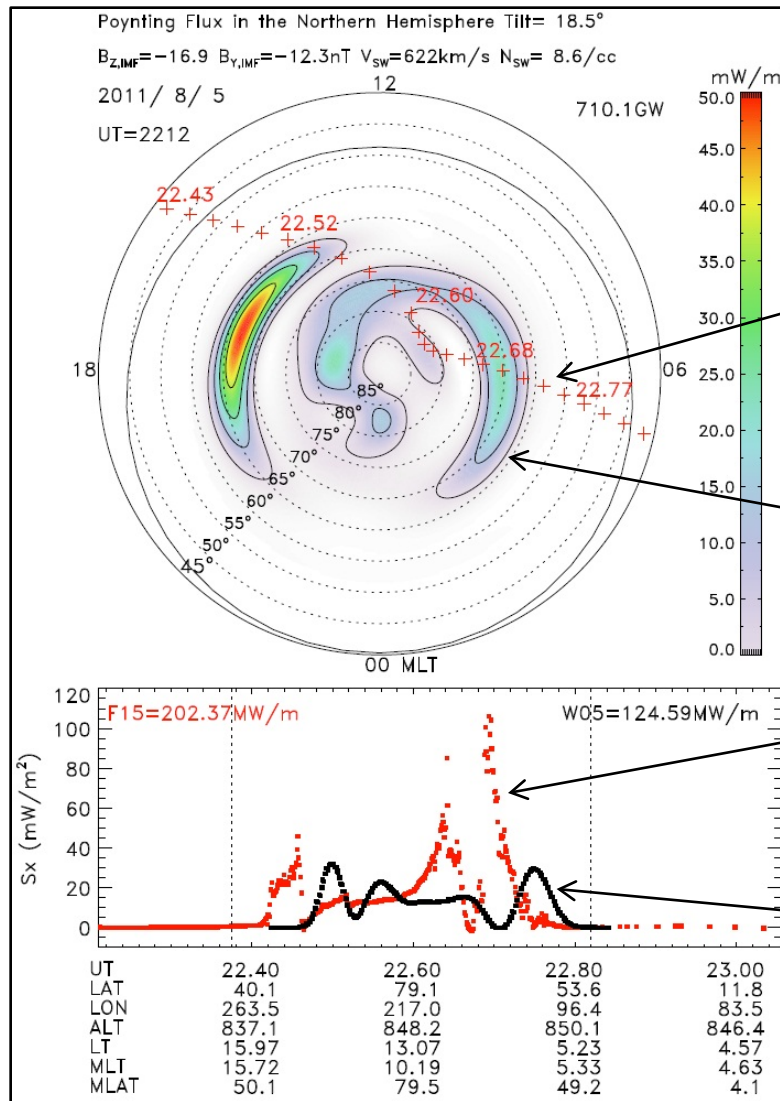 Poynting Flux in the Northern Hemisphere Tilt= 18.5°
B_Z,IMF=−16.9 B_Y,IMF=−12.3nT V_SW=622km/s N_SW= 8.6/cc
mW/m
2011/ 8/ 5
12
710.1GW
UT=2212
50.0
45.0
40.0
35.0
30.0
25.0
20.0
15.0
10.0
5.0
0.0
22.43
22.52
22.60
22.68
22.77
18
06
85°
80°
75°
70°
65°
60°
55°
50°
45°
00 MLT
F15=202.37MW/m
W05=124.59MW/m
Sx (mW/m²)
120
100
80
60
40
20
0
UT 22.40 22.60 22.80 23.00
LAT 40.1 79.1 53.6 11.8
LON 263.5 217.0 96.4 83.5
ALT 837.1 848.2 850.1 846.4
LT 15.97 13.07 5.23 4.57
MLT 15.72 10.19 5.33 4.63
MLAT 50.1 79.5 49.2 4.1